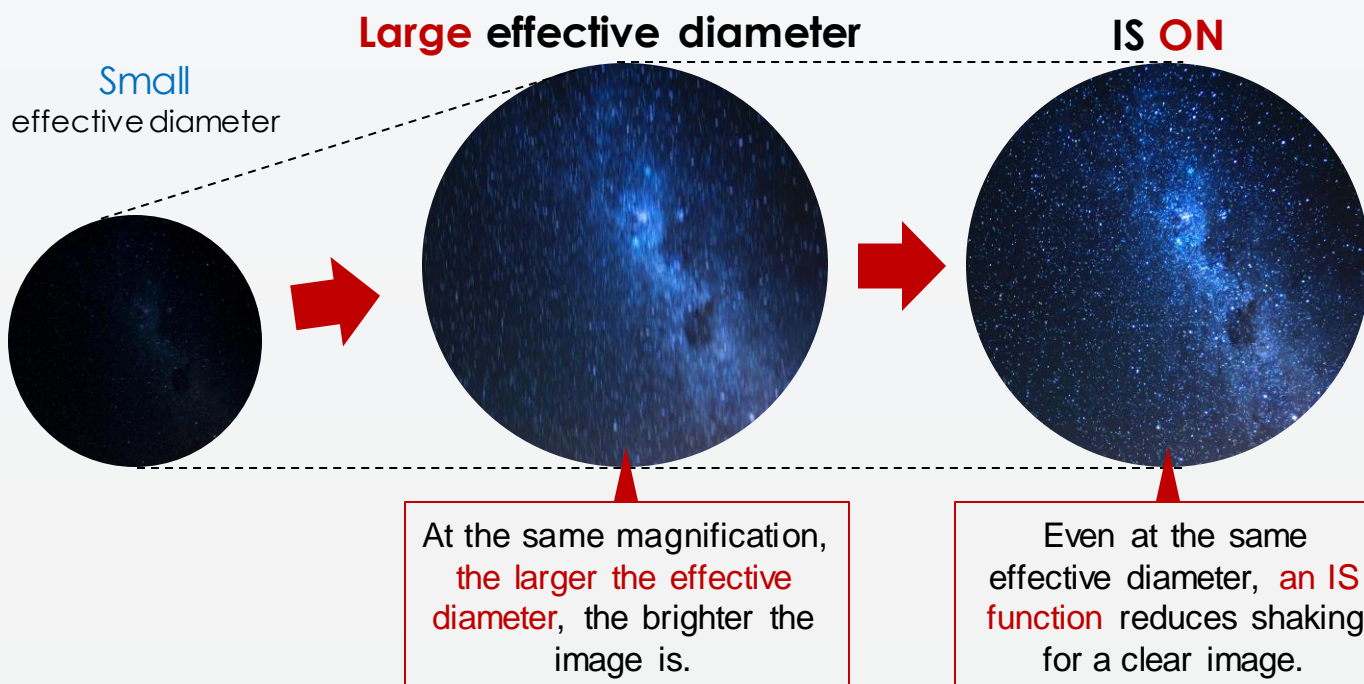 Large effective diameter
IS ON
Small
effective diameter
At the same magnification,
the larger the effective
diameter, the brighter the
image is.
Even at the same
effective diameter, an IS
function reduces shaking
for a clear image.